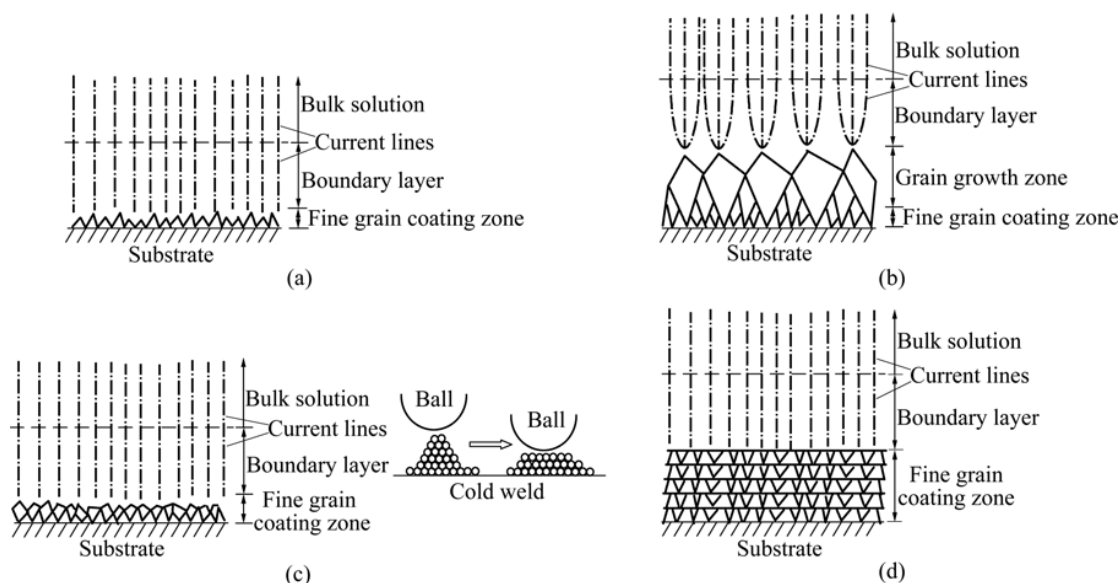 Bulk solution
Current lines
Boundary layer
Fine grain coating zone
Substrate
(a)
Bulk solution
Current lines
Boundary layer
Grain growth zone
Fine grain coating zone
Substrate
(b)
Bulk solution
Current lines
Boundary layer
Fine grain
coating zone
Substrate
Ball
Ball
Cold weld
(c)
Bulk solution
Current lines
Boundary layer
Fine grain
coating zone
Substrate
(d)